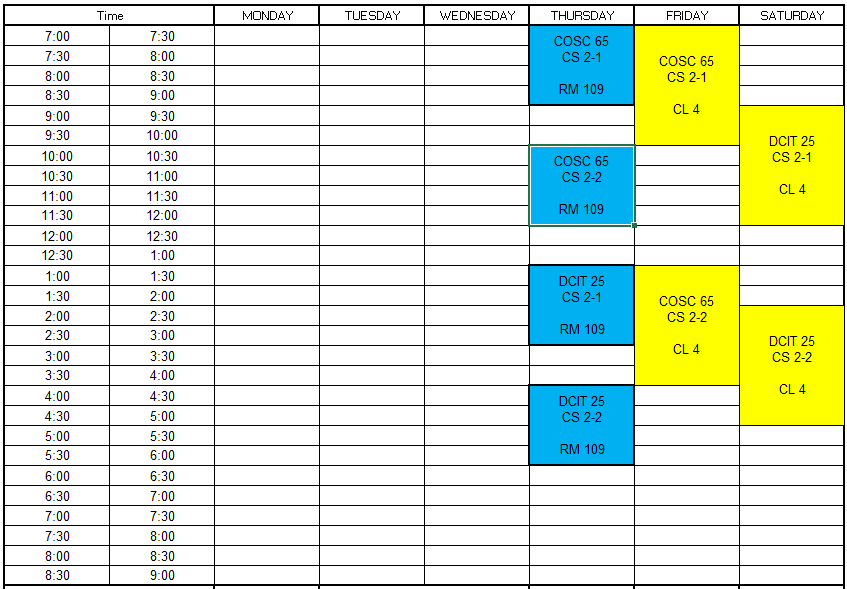 Time MONDAY TUESDAY WEDNESDAY THURSDAY FRIDAY SATURDAY
7:00 7:30
7:30 8:00
8:00 8:30
8:30 9:00
9:00 9:30
9:30 10:00
10:00 10:30
10:30 11:00
11:00 11:30
11:30 12:00
12:00 12:30
12:30 1:00
1:00 1:30
1:30 2:00
2:00 2:30
2:30 3:00
3:00 3:30
3:30 4:00
4:00 4:30
4:30 5:00
5:00 5:30
5:30 6:00
6:00 6:30
6:30 7:00
7:00 7:30
7:30 8:00
8:00 8:30
8:30 9:00
COSC 65
CS 2-1
RM 109
COSC 65
CS 2-2
RM 109
DCIT 25
CS 2-1
RM 109
DCIT 25
CS 2-2
RM 109
COSC 65
CS 2-1
CL 4
COSC 65
CS 2-2
CL 4
DCIT 25
CS 2-1
CL 4
DCIT 25
CS 2-2
CL 4